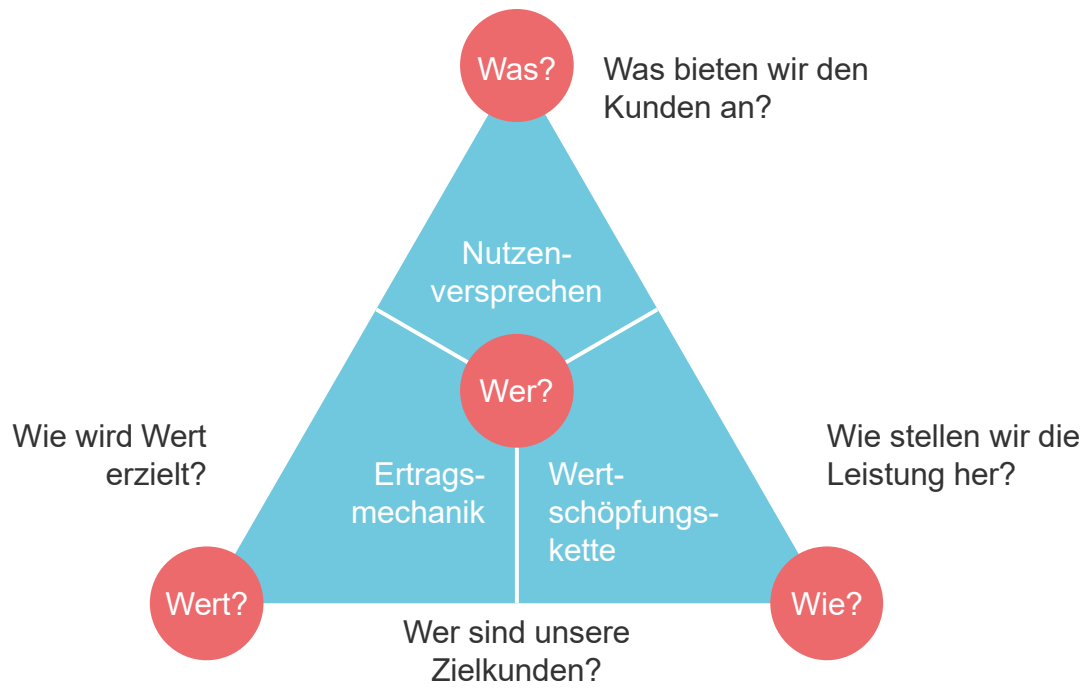 Was?
Was bieten wir den
Kunden an?
Nutzen-
versprechen
Wer?
Wie wird Wert
erzielt?
Wie stellen wir die
Leistung her?
Ertrags-
mechanik
Wert-
schöpfungs-
kette
Wert?
Wie?
Wer sind unsere
Zielkunden?